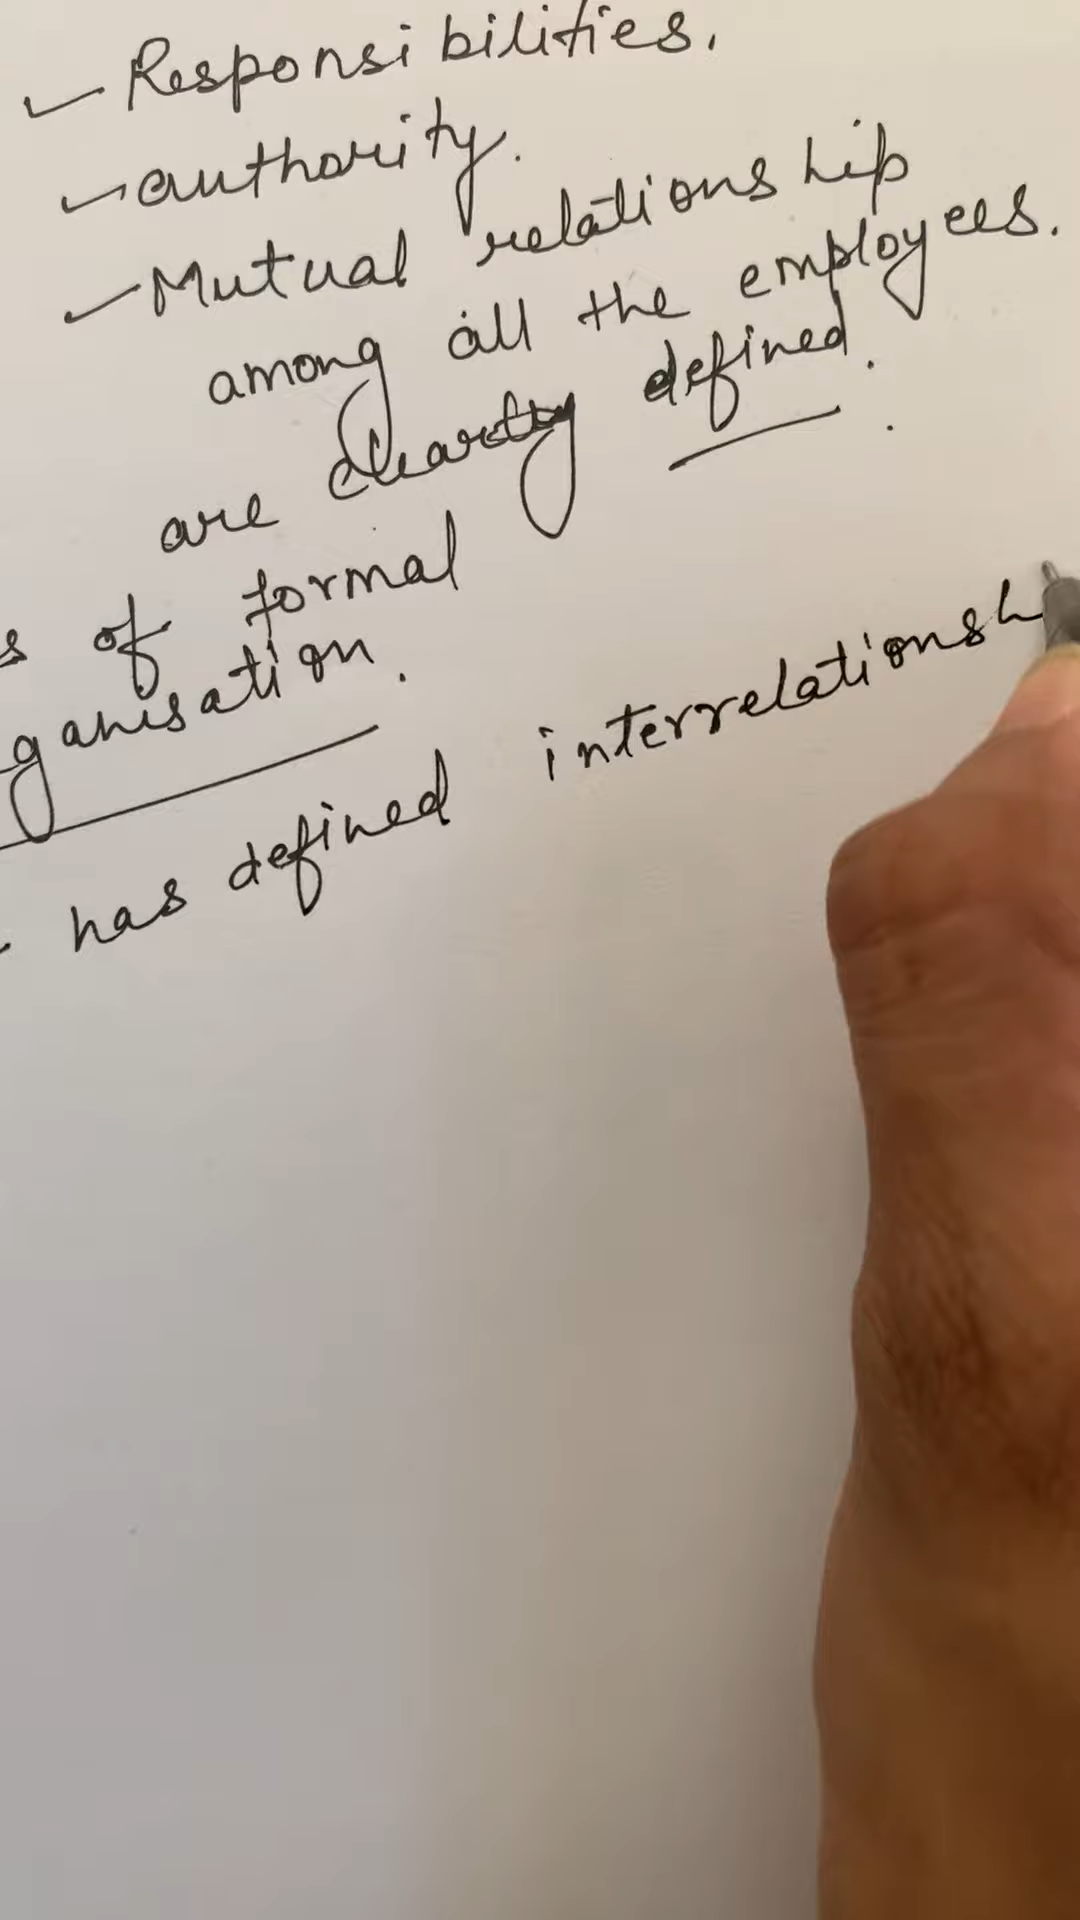 Responsibilities.
authority.
Mutual relationship
among all the employees.
are clearly defined.
s of formal
ganisation.
has defined interrelationsh